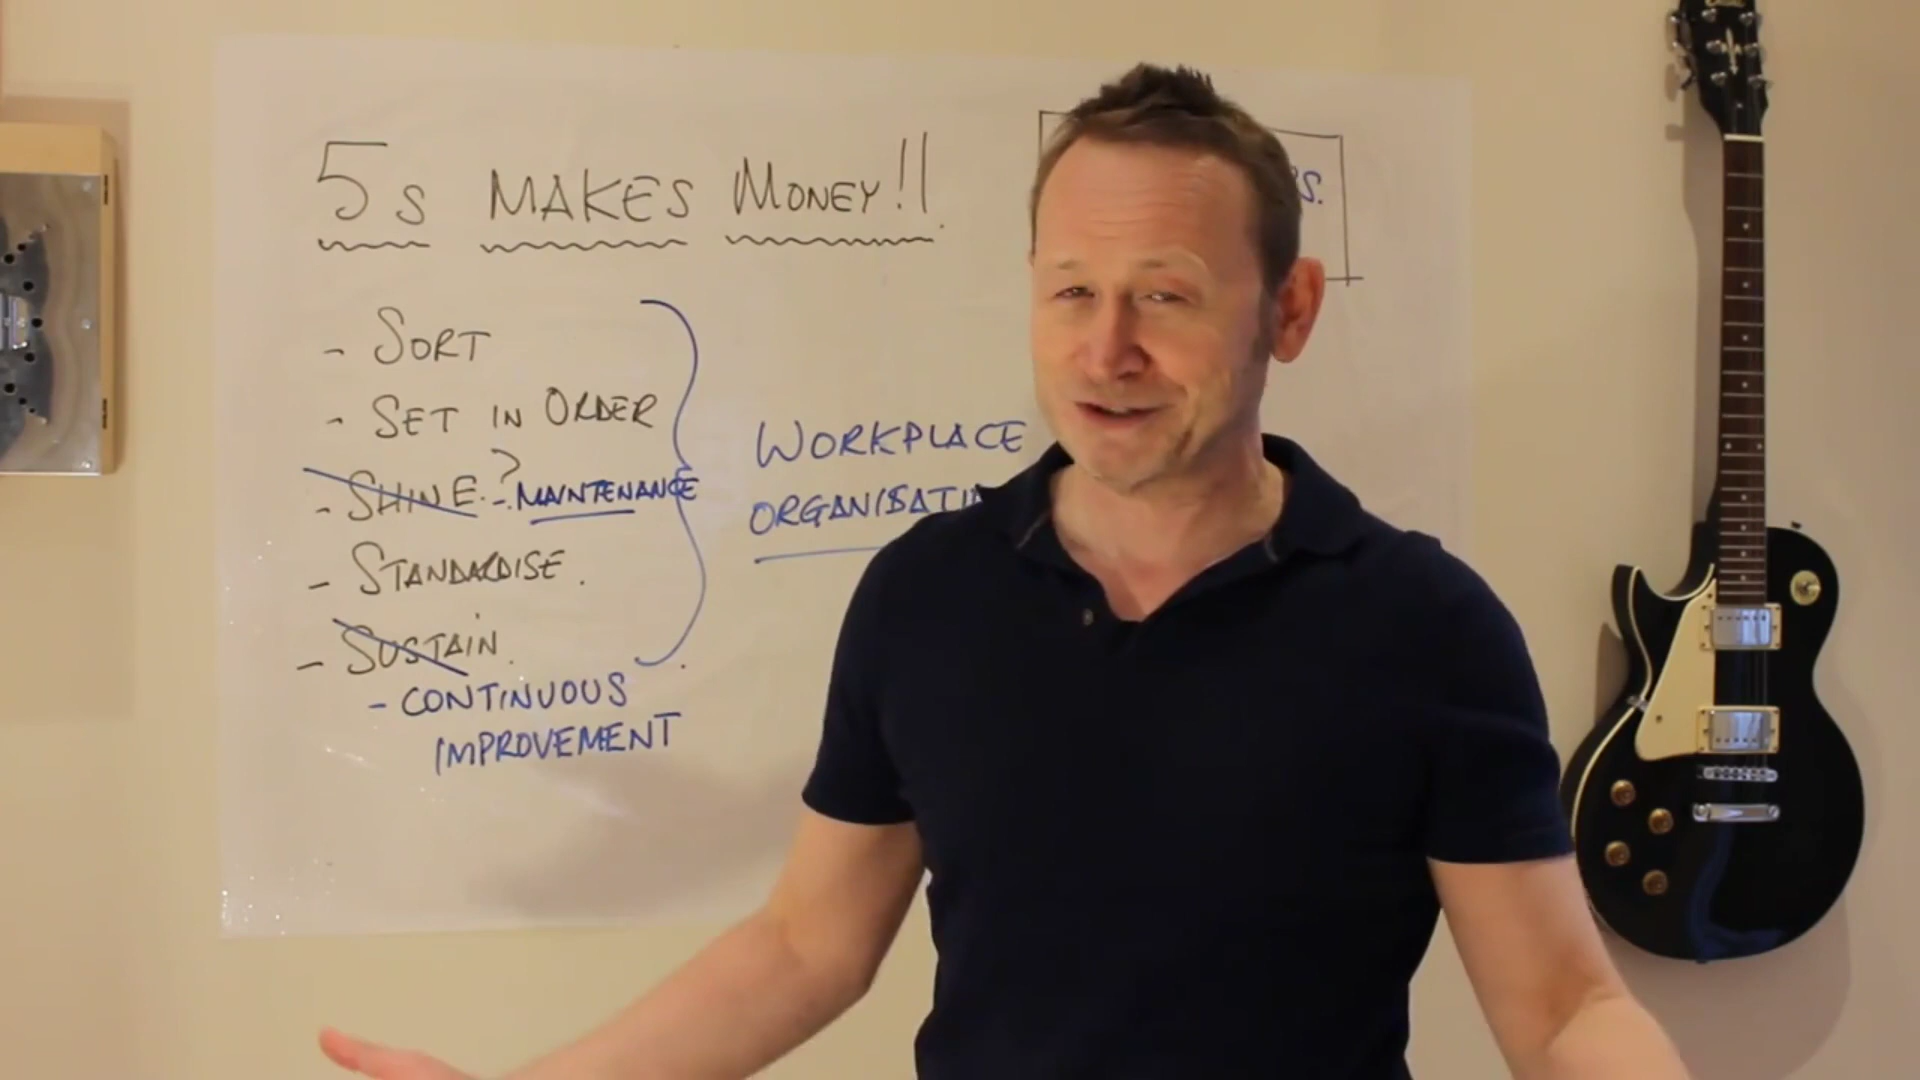 5s MAKES MONEY!!
- SORT
- SET IN ORDER
- SHINE.? - MAINTENANCE
- STANDARDISE.
- SUSTAIN.
- CONTINUOUS
IMPROVEMENT
WORKPLACE